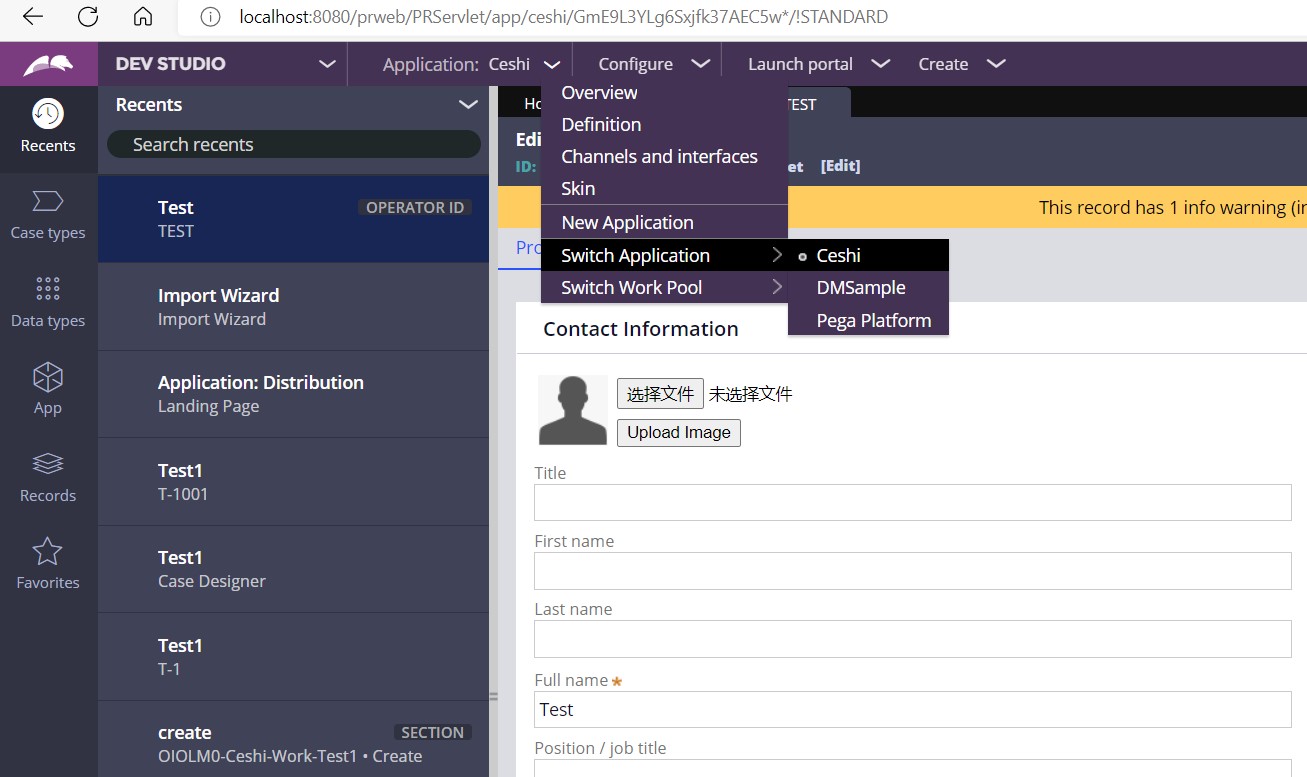 localhost:8080/prweb/PRServlet/app/ceshi/GmE9L3YLg6Sxjfk37AEC5w*/!STANDARD
DEV STUDIO
Application: Ceshi
Configure
Launch portal
Create
Recents
Case types
Data types
App
Records
Favorites
Recents
Search recents
Test OPERATOR ID
TEST
Import Wizard
Import Wizard
Application: Distribution
Landing Page
Test1
T-1001
Test1
Case Designer
Test1
T-1
create SECTION
OIOLM0-Ceshi-Work-Test1 • Create
Overview
Definition
Channels and interfaces
Skin
New Application
Switch Application
Switch Work Pool
Ceshi
DMSample
Pega Platform
TEST
ID:
[Edit]
This record has 1 info warning
Contact Information
选择文件 未选择文件
Upload Image
Title
First name
Last name
Full name *
Test
Position / job title